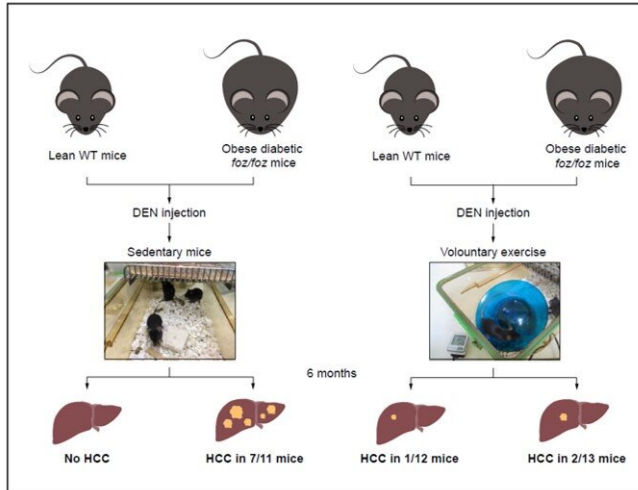 Lean WT mice
Obese diabetic
foz/foz mice
Lean WT mice
Obese diabetic
foz/foz mice
DEN injection
DEN injection
Sedentary mice
Volountary exercise
6 months
No HCC
HCC in 7/11 mice
HCC in 1/12 mice
HCC in 2/13 mice